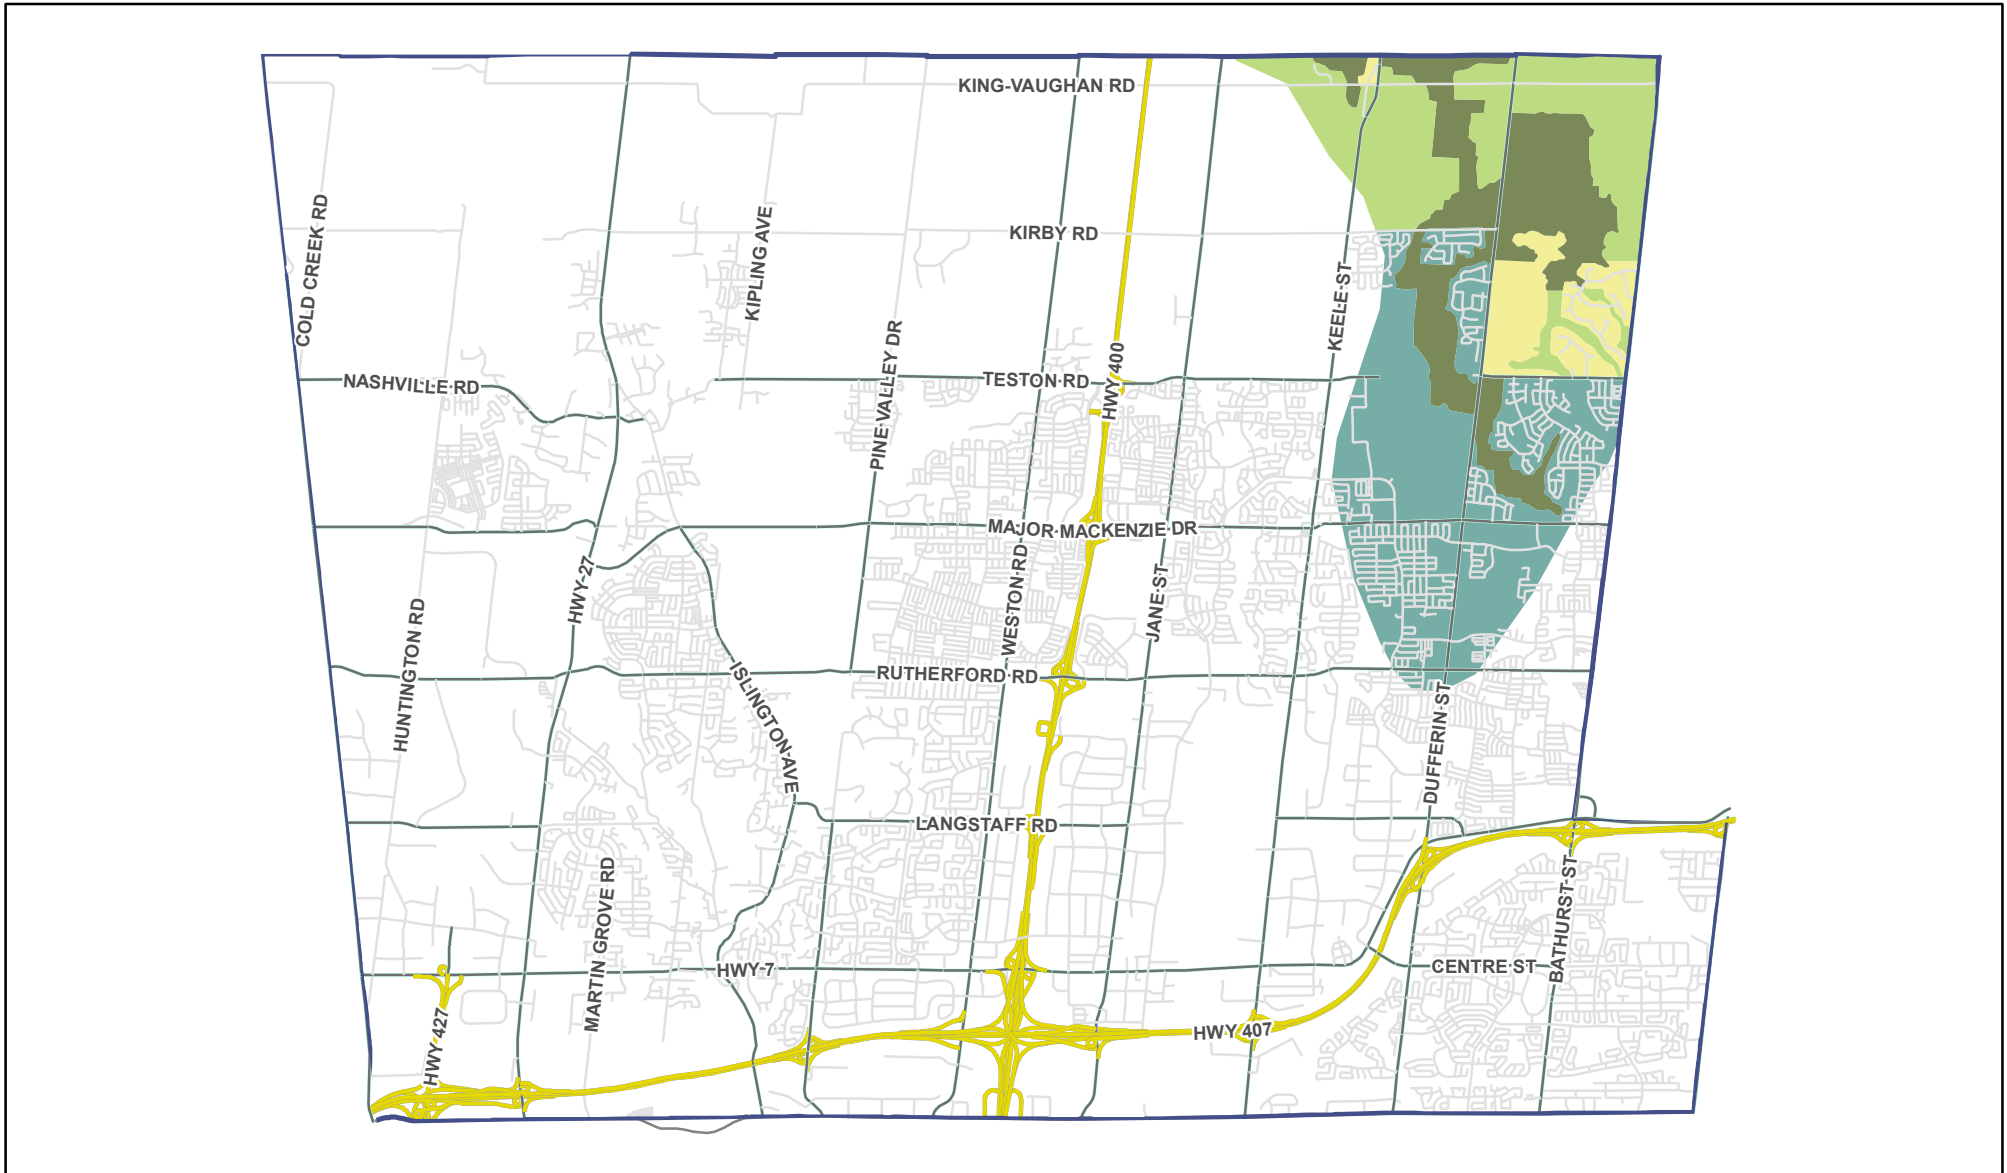 KING-VAUGHAN RD
KIRBY RD
COLD CREEK RD
KIPLING AVE
KEELE ST
PINE VALLEY DR
HWY 400
NASHVILLE RD
TESTON RD
MAJOR MACKENZIE DR
HWY 27
WESTON RD
JANE ST
HUNTINGTON RD
ISLINGTON AVE
RUTHERFORD RD
DUFFERIN ST
LANGSTAFF RD
MARTIN GROVE RD
BATHURST ST
HWY 7
CENTRE ST
HWY 427
HWY 407